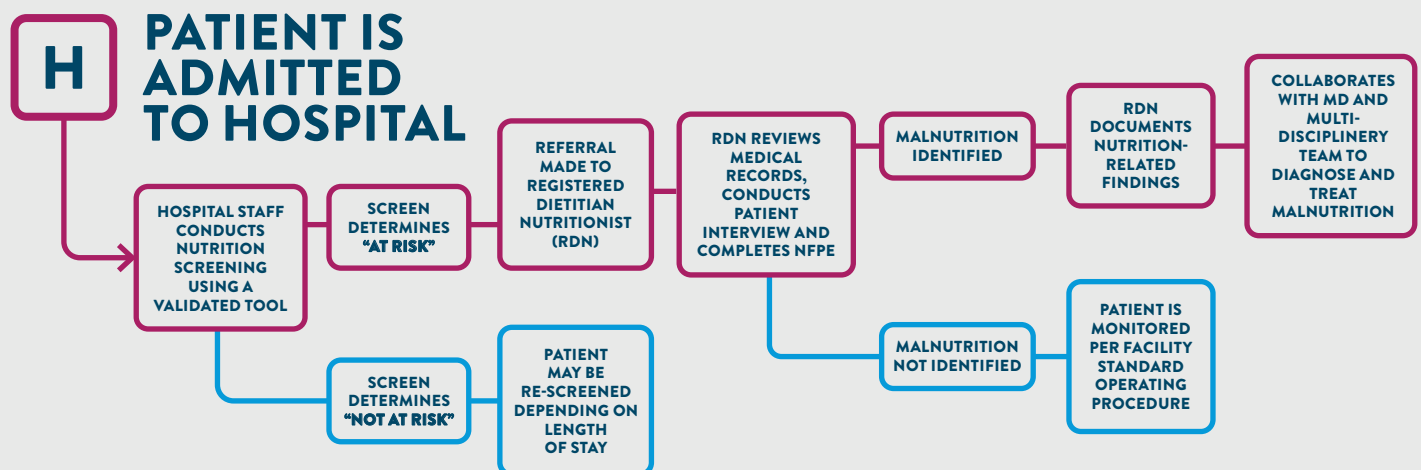 H
PATIENT IS
ADMITTED
TO HOSPITAL
HOSPITAL STAFF
CONDUCTS
NUTRITION
SCREENING
USING A
VALIDATED TOOL
SCREEN
DETERMINES
“AT RISK”
REFERRAL
MADE TO
REGISTERED
DIETITIAN
NUTRITIONIST
(RDN)
RDN REVIEWS
MEDICAL
RECORDS,
CONDUCTS
PATIENT
INTERVIEW AND
COMPLETES NFPE
MALNUTRITION
IDENTIFIED
RDN
DOCUMENTS
NUTRITION-
RELATED
FINDINGS
COLLABORATES
WITH MD AND
MULTI-
DISCIPLINERY
TEAM TO
DIAGNOSE AND
TREAT
MALNUTRITION
SCREEN
DETERMINES
“NOT AT RISK”
PATIENT
MAY BE
RE-SCREENED
DEPENDING ON
LENGTH
OF STAY
MALNUTRITION
NOT IDENTIFIED
PATIENT IS
MONITORED
PER FACILITY
STANDARD
OPERATING
PROCEDURE